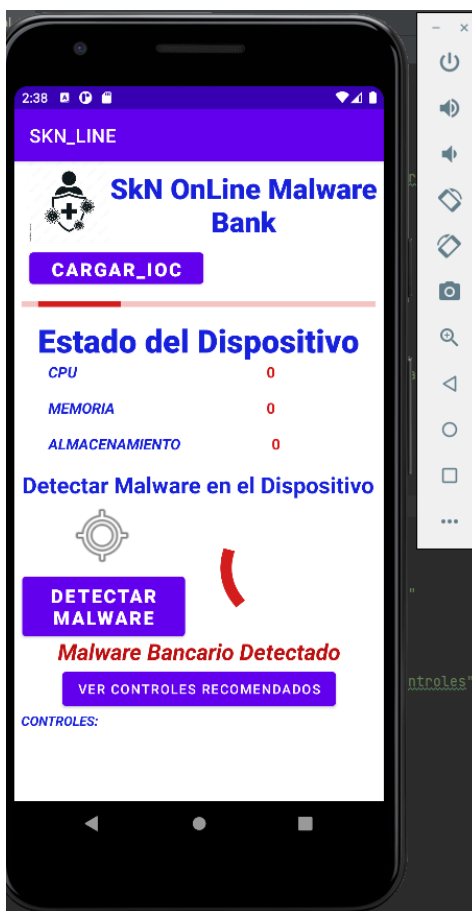 2:38
SKN_LINE
SkN OnLine Malware
Bank
CARGAR_IOC
Estado del Dispositivo
CPU 0
MEMORIA 0
ALMACENAMIENTO 0
Detectar Malware en el Dispositivo
DETECTAR
MALWARE
Malware Bancario Detectado
VER CONTROLES RECOMENDADOS
CONTROLES:
ntroles"